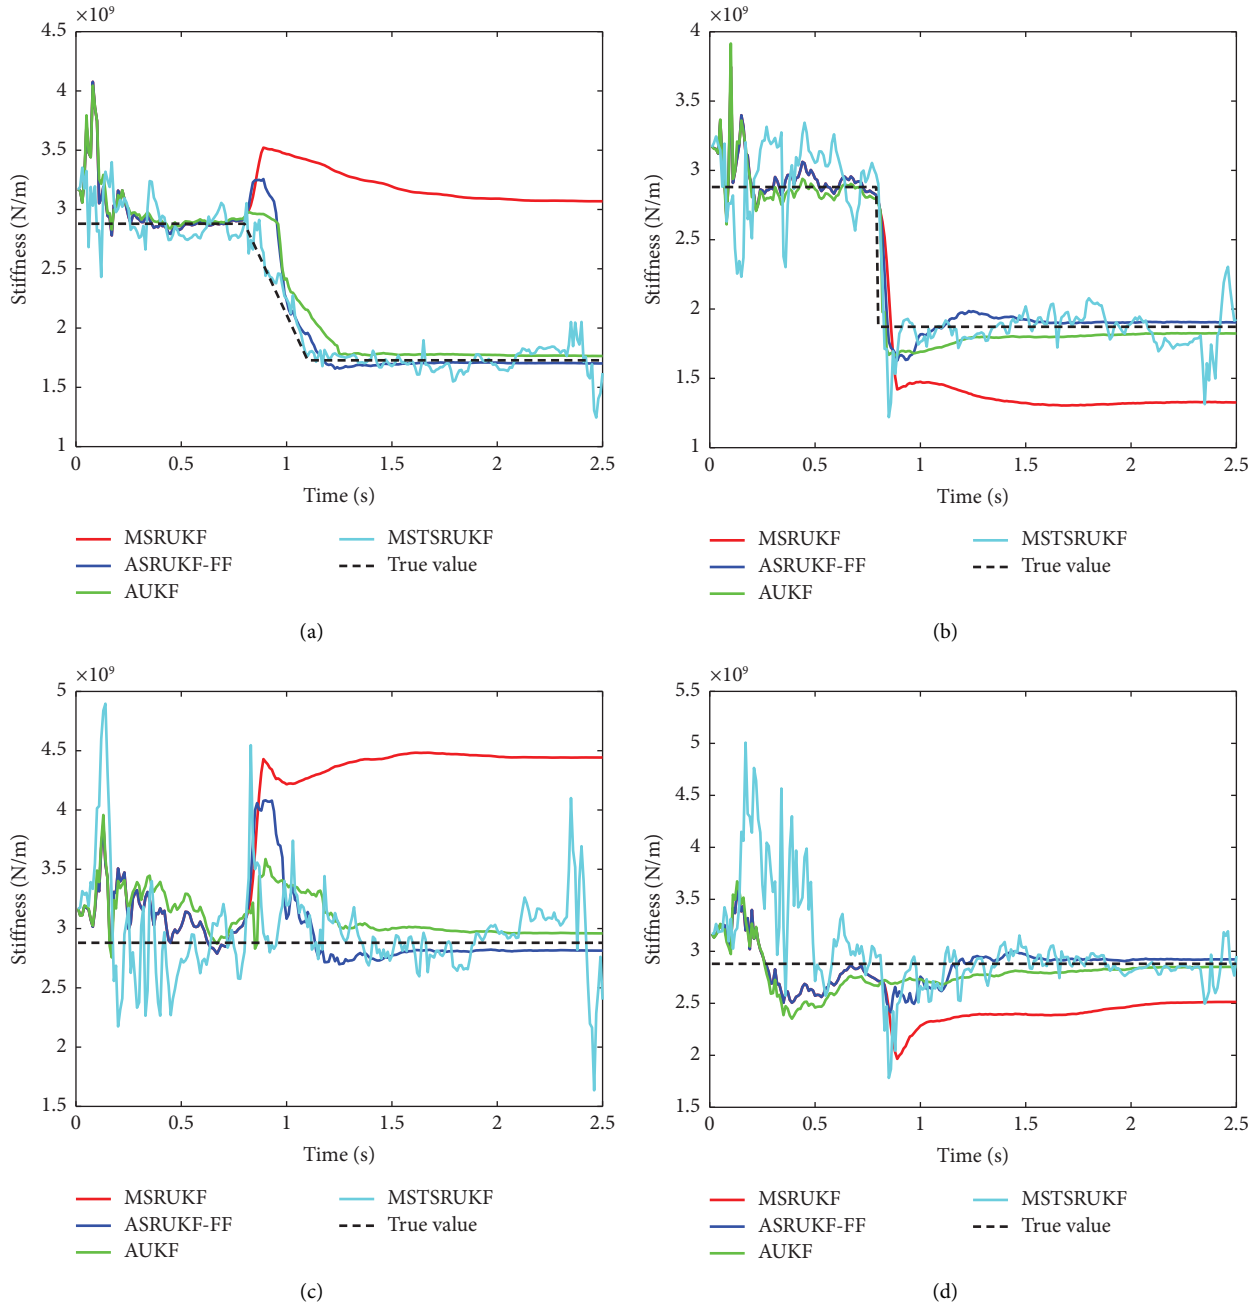 ×10⁹
4.5
4
3.5
3
2.5
2
1.5
1
Stiffness (N/m)
0 0.5 1 1.5 2 2.5
Time (s)
MSRUKF
ASRUKF-FF
AUKF
MSTSRUKF
True value
(a)
×10⁹
4
3.5
3
2.5
2
1.5
1
Stiffness (N/m)
0 0.5 1 1.5 2 2.5
Time (s)
MSRUKF
ASRUKF-FF
AUKF
MSTSRUKF
True value
(b)
×10⁹
5
4.5
4
3.5
3
2.5
2
1.5
Stiffness (N/m)
0 0.5 1 1.5 2 2.5
Time (s)
MSRUKF
ASRUKF-FF
AUKF
MSTSRUKF
True value
(c)
×10⁹
5.5
5
4.5
4
3.5
3
2.5
2
1.5
Stuffness (N/m)
0 0.5 1 1.5 2 2.5
Time (s)
MSRUKF
ASRUKF-FF
AUKF
MSTSRUKF
True value
(d)